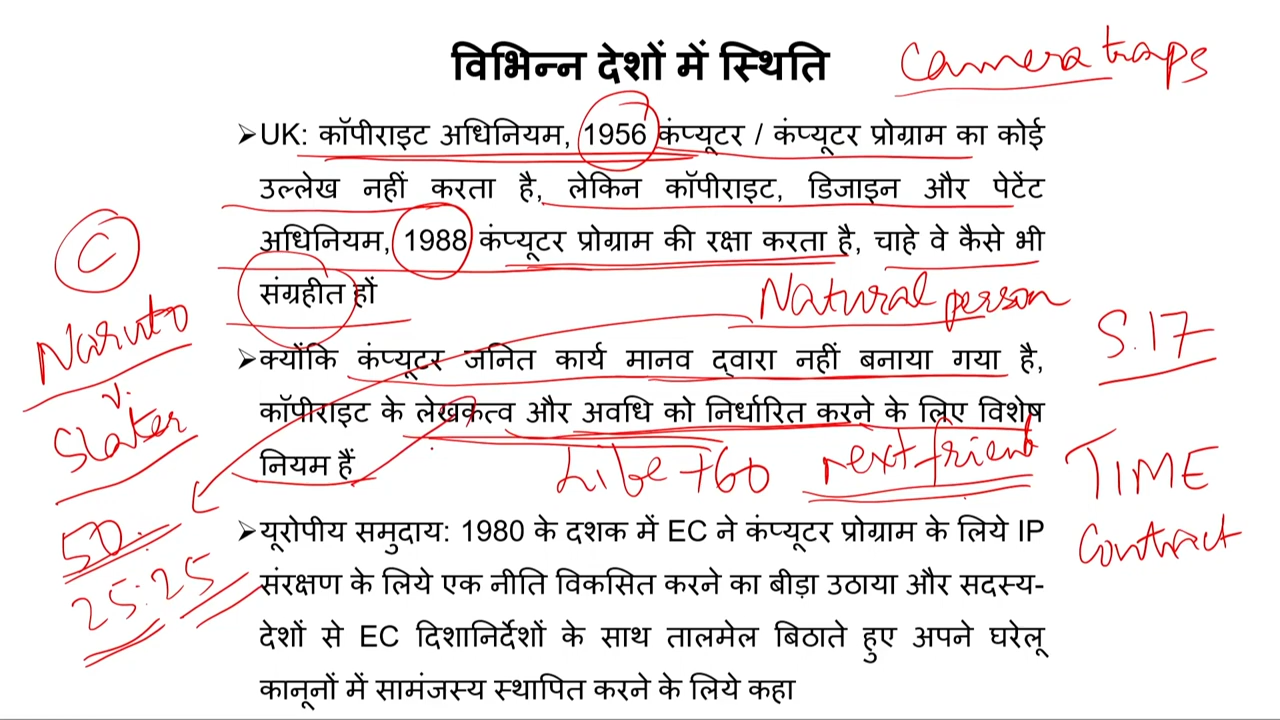 विभिन्न देशों में स्थिति
Camera traps
➢UK: कॉपीराइट अधिनियम, 1956 कंप्यूटर / कंप्यूटर प्रोग्राम का कोई
उल्लेख नहीं करता है, लेकिन कॉपीराइट, डिजाइन और पेटेंट
अधिनियम, 1988 कंप्यूटर प्रोग्राम की रक्षा करता है, चाहे वे कैसे भी
संग्रहीत हों
C
Natural person
Naruto
v.
Slater
S.17
➢क्योंकि कंप्यूटर जनित कार्य मानव द्वारा नहीं बनाया गया है,
कॉपीराइट के लेखकत्व और अवधि को निर्धारित करने के लिए विशेष
नियम हैं
Life +60
next friend
TIME
Contract
50
25:25
➢यूरोपीय समुदाय: 1980 के दशक में EC ने कंप्यूटर प्रोग्राम के लिये IP
संरक्षण के लिये एक नीति विकसित करने का बीड़ा उठाया और सदस्य-
देशों से EC दिशानिर्देशों के साथ तालमेल बिठाते हुए अपने घरेलू
कानूनों में सामंजस्य स्थापित करने के लिये कहा